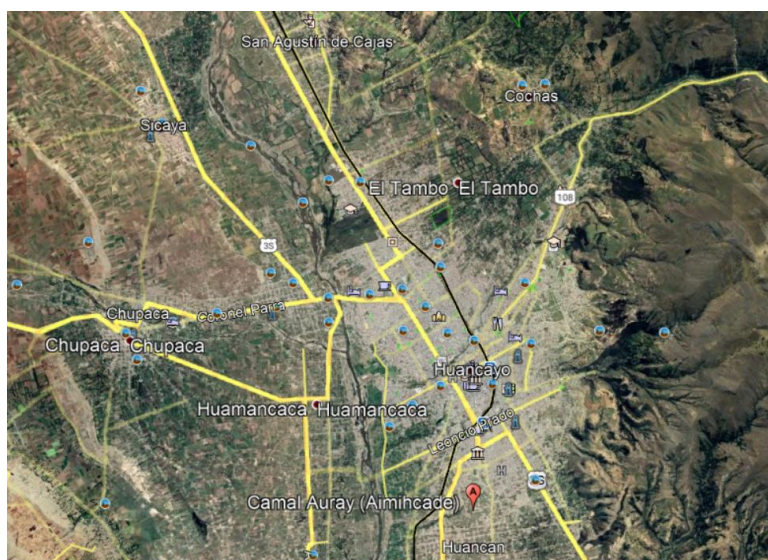 San Agustín de Cajas
Cochas
Sicaya
El Tambo El Tambo
108
3S
Chupaca
Coronel Parra
Chupaca Chupaca
Huancayo
Huamancaca Huamancaca
Leoncio Prado
H
Camal Auray (Aimihcade)
A
Huancan